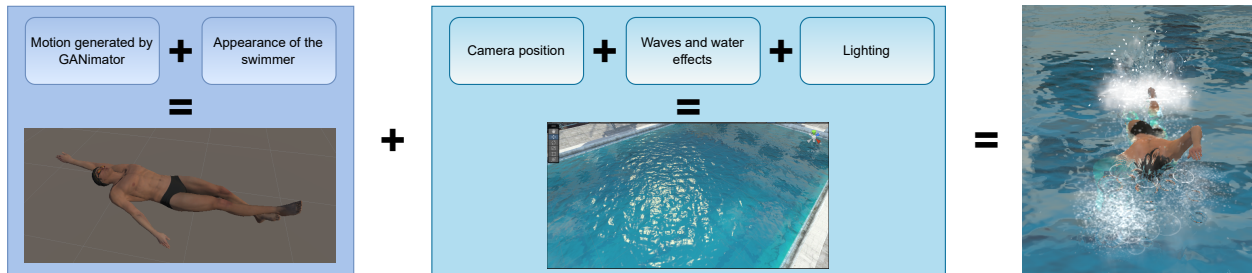 Motion generated by
GANimator
+
Appearance of the
swimmer
=
+
Camera position
+
Waves and water
effects
+
Lighting
=
=